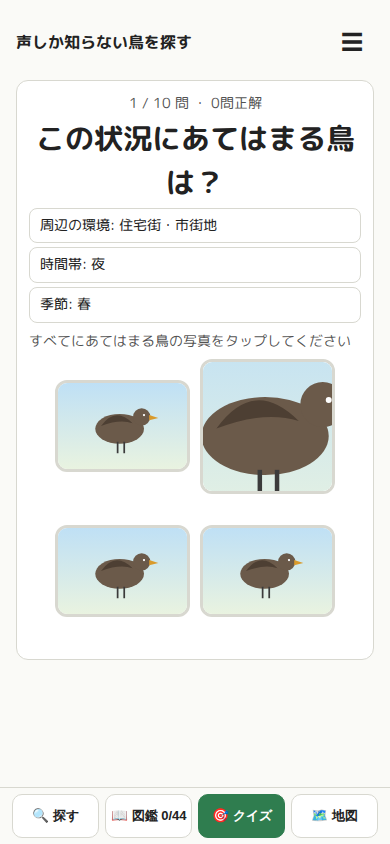 声しか知らない鳥を探す
☰
1 / 10 問 · 0問正解
この状況にあてはまる鳥
は？
周辺の環境: 住宅街・市街地
時間帯: 夜
季節: 春
すべてにあてはまる鳥の写真をタップしてください
🔍 探す
📖 図鑑 0/44
🎯 クイズ
🗺️ 地図